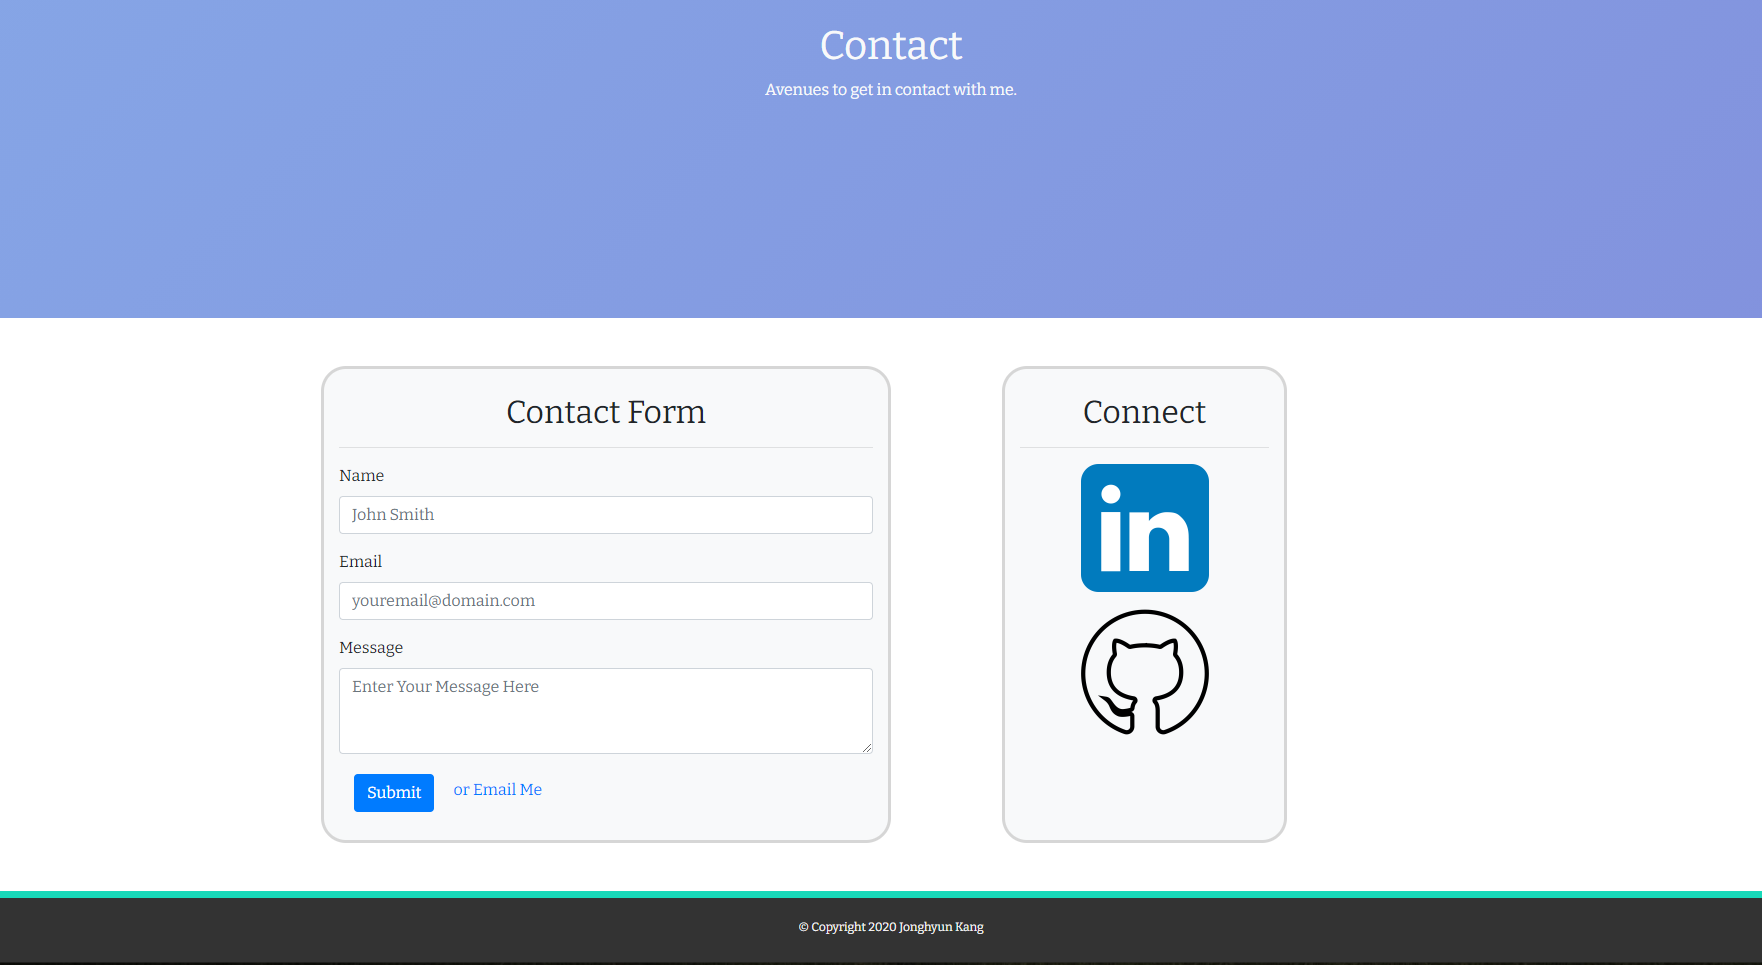 Contact
Avenues to get in contact with me.
Contact Form
Name
John Smith
Email
youremail@domain.com
Message
Enter Your Message Here
Submit
or Email Me
Connect
in
© Copyright 2020 Jonghyun Kang